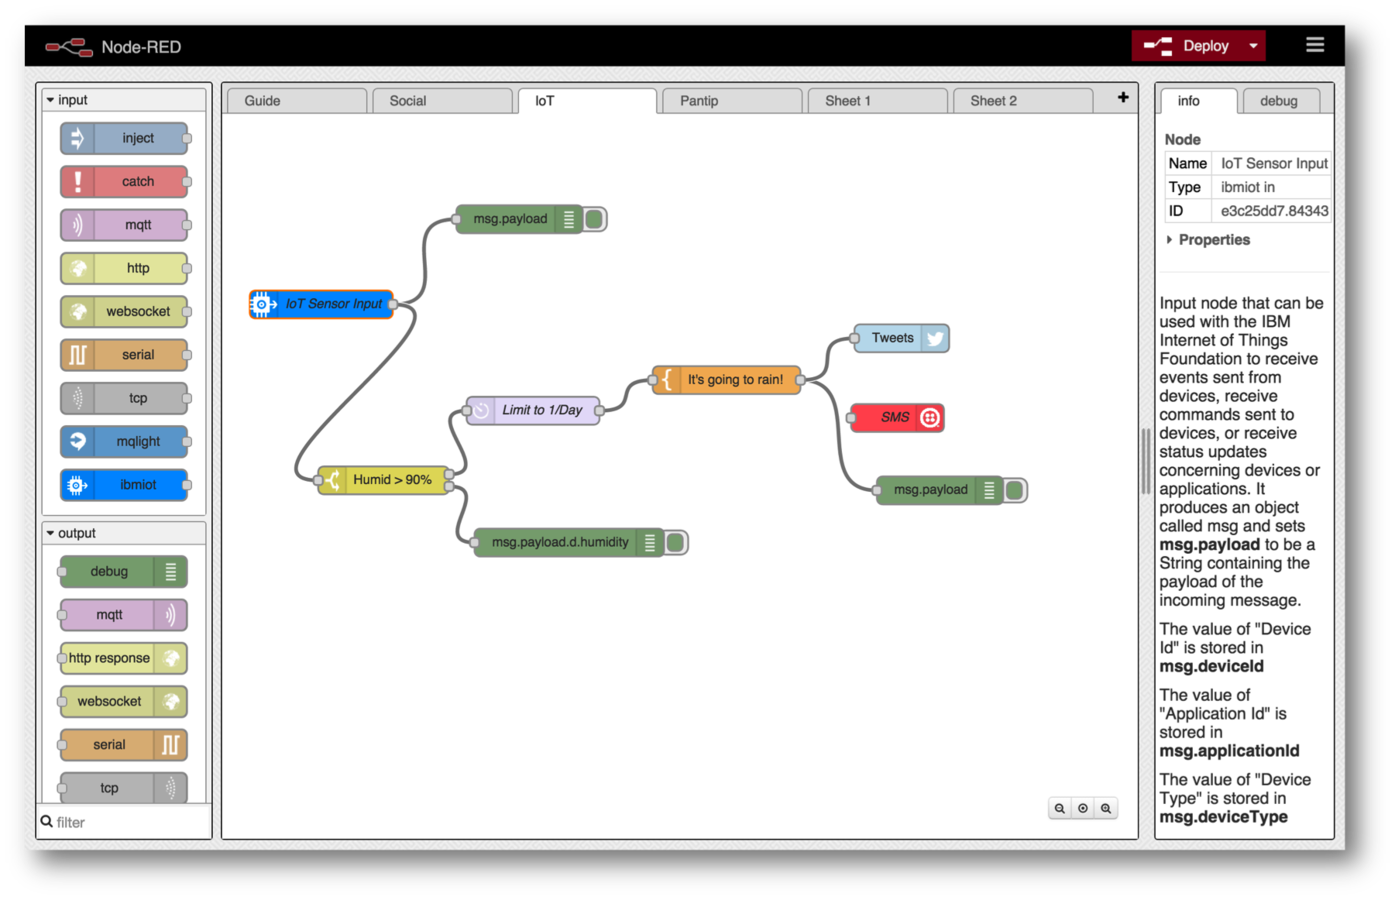 Node-RED
Deploy
input
inject
catch
mqtt
http
websocket
serial
tcp
mqlight
ibmiot
output
debug
mqtt
http response
websocket
serial
tcp
filter
Guide
Social
IoT
Pantip
Sheet 1
Sheet 2
+
msg.payload
IoT Sensor Input
Tweets
It's going to rain!
Limit to 1/Day
SMS
Humid > 90%
msg.payload
msg.payload.d.humidity
info
debug
Node
Name IoT Sensor Input
Type ibmiot in
ID e3c25dd7.84343
Properties
Input node that can be
used with the IBM
Internet of Things
Foundation to receive
events sent from
devices, receive
commands sent to
devices, or receive
status updates
concerning devices or
applications. It
produces an object
called msg and sets
msg.payload to be a
String containing the
payload of the
incoming message.
The value of "Device
Id" is stored in
msg.deviceId
The value of
"Application Id" is
stored in
msg.applicationId
The value of "Device
Type" is stored in
msg.deviceType